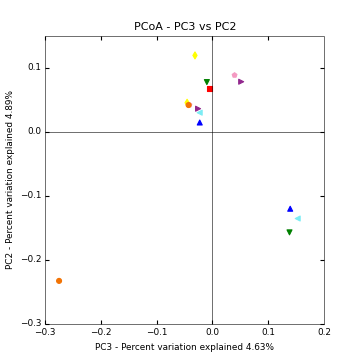 PCoA - PC3 vs PC2
0.1
0.0
−0.1
−0.2
−0.3
−0.3 −0.2 −0.1 0.0 0.1 0.2
PC2 - Percent variation explained 4.89%
PC3 - Percent variation explained 4.63%